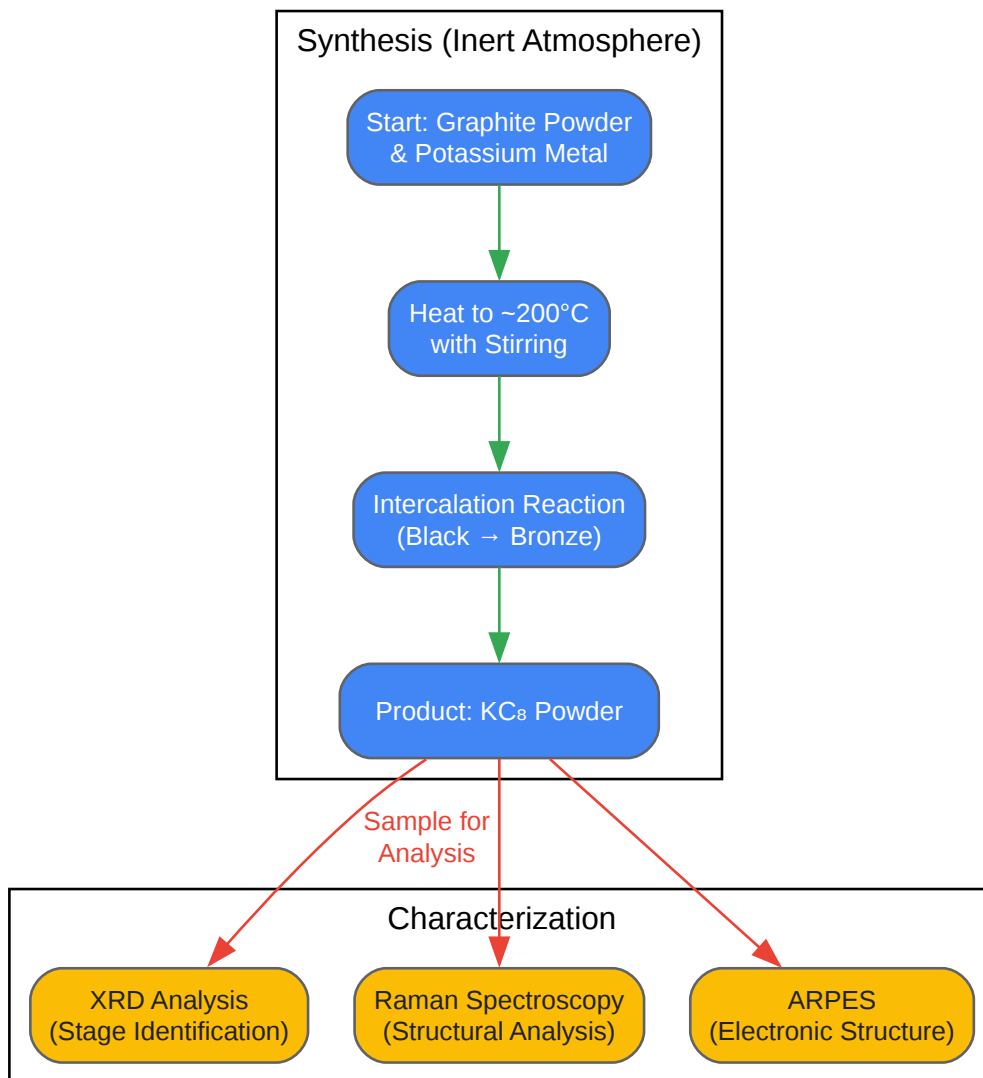 Synthesis (Inert Atmosphere)
Start: Graphite Powder
& Potassium Metal
Heat to ~200°C
with Stirring
Intercalation Reaction
(Black → Bronze)
Product: KC₈ Powder
Sample for
Analysis
Characterization
XRD Analysis
(Stage Identification)
Raman Spectroscopy
(Structural Analysis)
ARPES
(Electronic Structure)